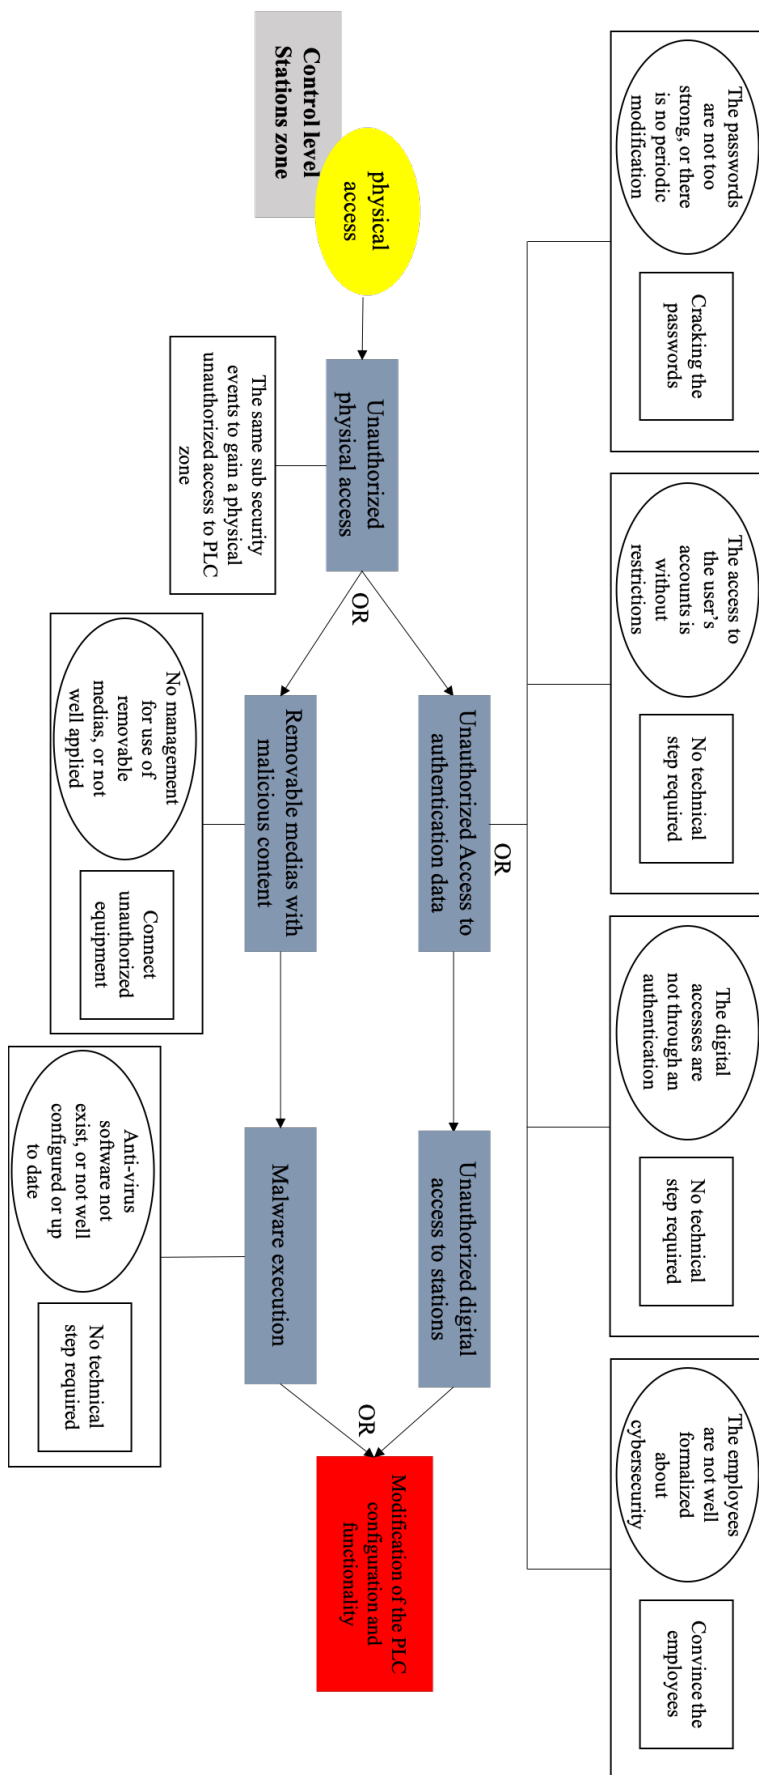 The passwords
are not too
strong, or there
is no periodic
modification
Cracking the
passwords
The access to
the user's
accounts is
without
restrictions
No technical
step required
The digital
accesses are
not through an
authentication
No technical
step required
The employees
are not well
formalized
about
cybersecurity
Convince the
employees
OR
Unauthorized Access to
authentication data
Unauthorized digital
access to stations
physical
access
Control level
Stations zone
Unauthorized
physical access
OR
OR
Modification of the PLC
configuration and
functionality
The same sub security
events to gain a physical
unauthorized access to PLC
zone
Removable medias with
malicious content
Malware execution
No management
for use of
removable
medias, or not
well applied
Connect
unauthorized
equipment
Anti-virus
software not
exist, or not well
configured or up
to date
No technical
step required